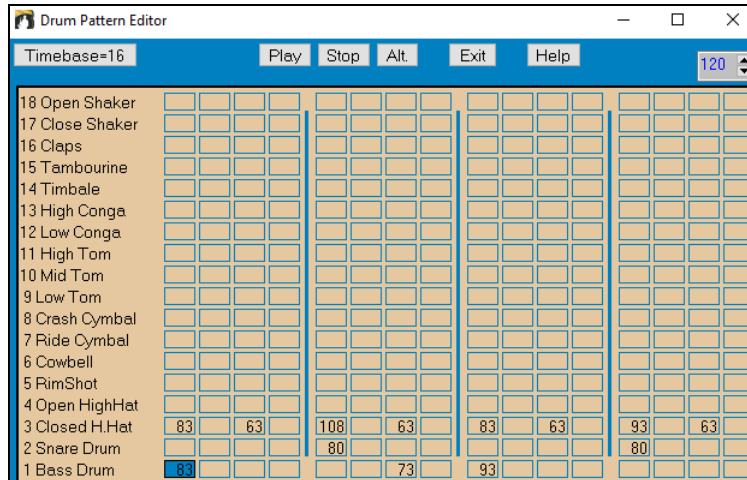 Drum Pattern Editor
Timebase=16 Play Stop Alt. Exit Help 120
18 Open Shaker
17 Close Shaker
16 Claps
15 Tambourine
14 Timbale
13 High Conga
12 Low Conga
11 High Tom
10 Mid Tom
9 Low Tom
8 Crash Cymbal
7 Ride Cymbal
6 Cowbell
5 RimShot
4 Open HighHat
3 Closed H.Hat 83 63 108 63 83 63 93 63
2 Snare Drum 80 80
1 Bass Drum 83 73 93